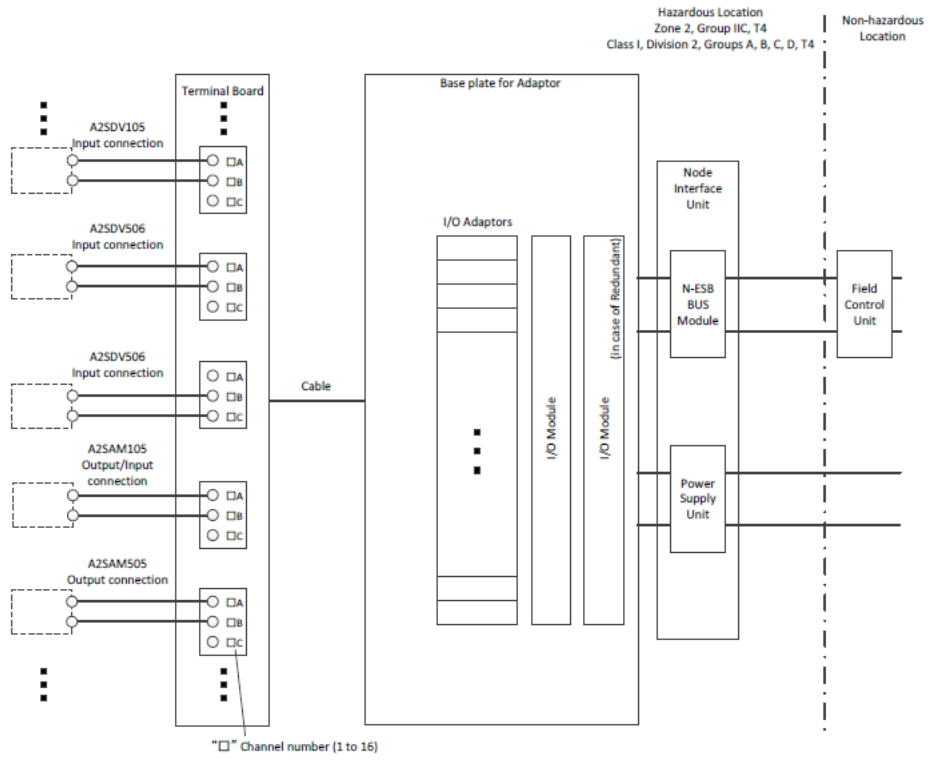 Hazardous Location
Zone 2, Group IIC, T4
Class I, Division 2, Groups A, B, C, D, T4
Non-hazardous
Location
Terminal Board
Base plate for Adaptor
A2SDV105
Input connection
□A
□B
□C
A2SDV506
Input connection
□A
□B
□C
A2SDV506
Input connection
□A
□B
□C
A2SAM105
Output/Input
connection
□A
□B
□C
A2SAM505
Output connection
□A
□B
□C
"□" Channel number (1 to 16)
Cable
I/O Adaptors
I/O Module
I/O Module
(in case of Redundant)
Node
Interface
Unit
N-ESB
BUS
Module
Power
Supply
Unit
Field
Control
Unit